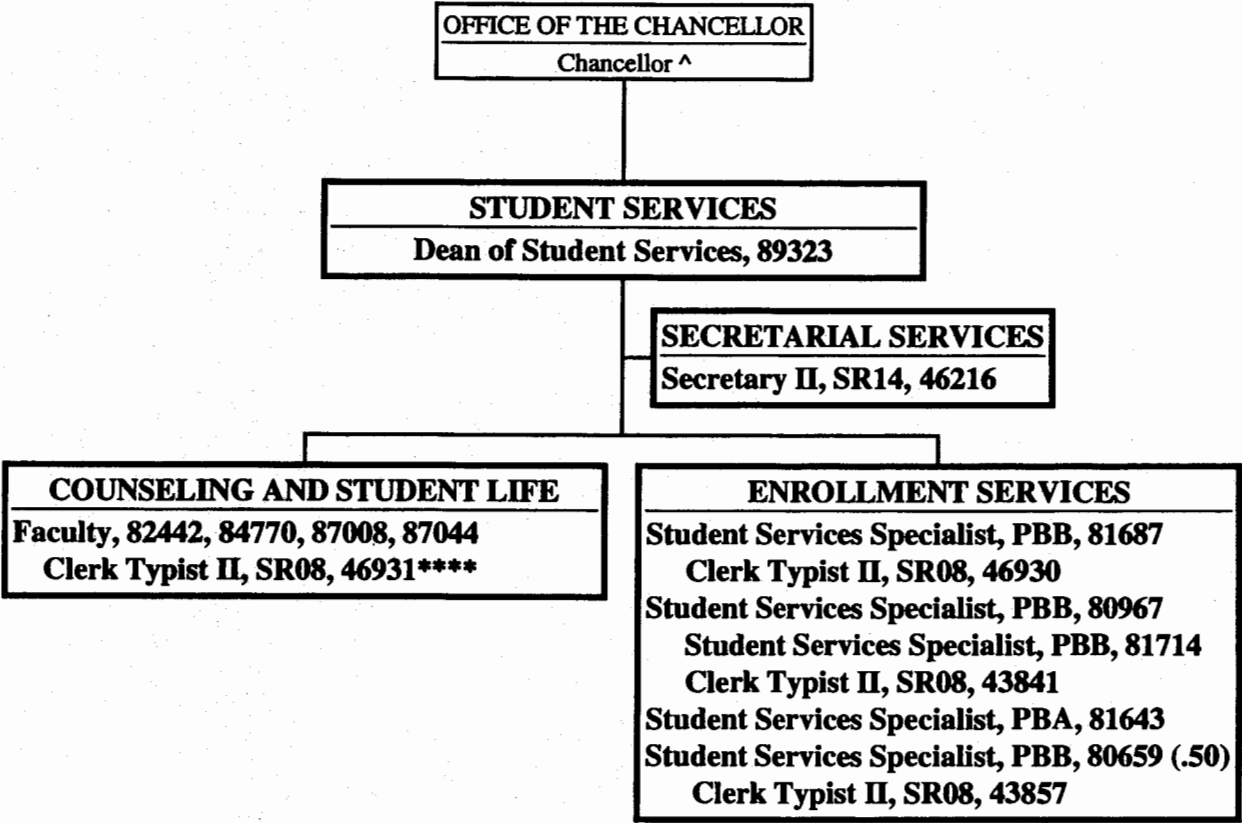 OFFICE OF THE CHANCELLOR
Chancellor ^
STUDENT SERVICES
Dean of Student Services, 89323
SECRETARIAL SERVICES
Secretary II, SR14, 46216
COUNSELING AND STUDENT LIFE
Faculty, 82442, 84770, 87008, 87044
Clerk Typist II, SR08, 46931****
ENROLLMENT SERVICES
Student Services Specialist, PBB, 81687
Clerk Typist II, SR08, 46930
Student Services Specialist, PBB, 80967
Student Services Specialist, PBB, 81714
Clerk Typist II, SR08, 43841
Student Services Specialist, PBA, 81643
Student Services Specialist, PBB, 80659 (.50)
Clerk Typist II, SR08, 43857